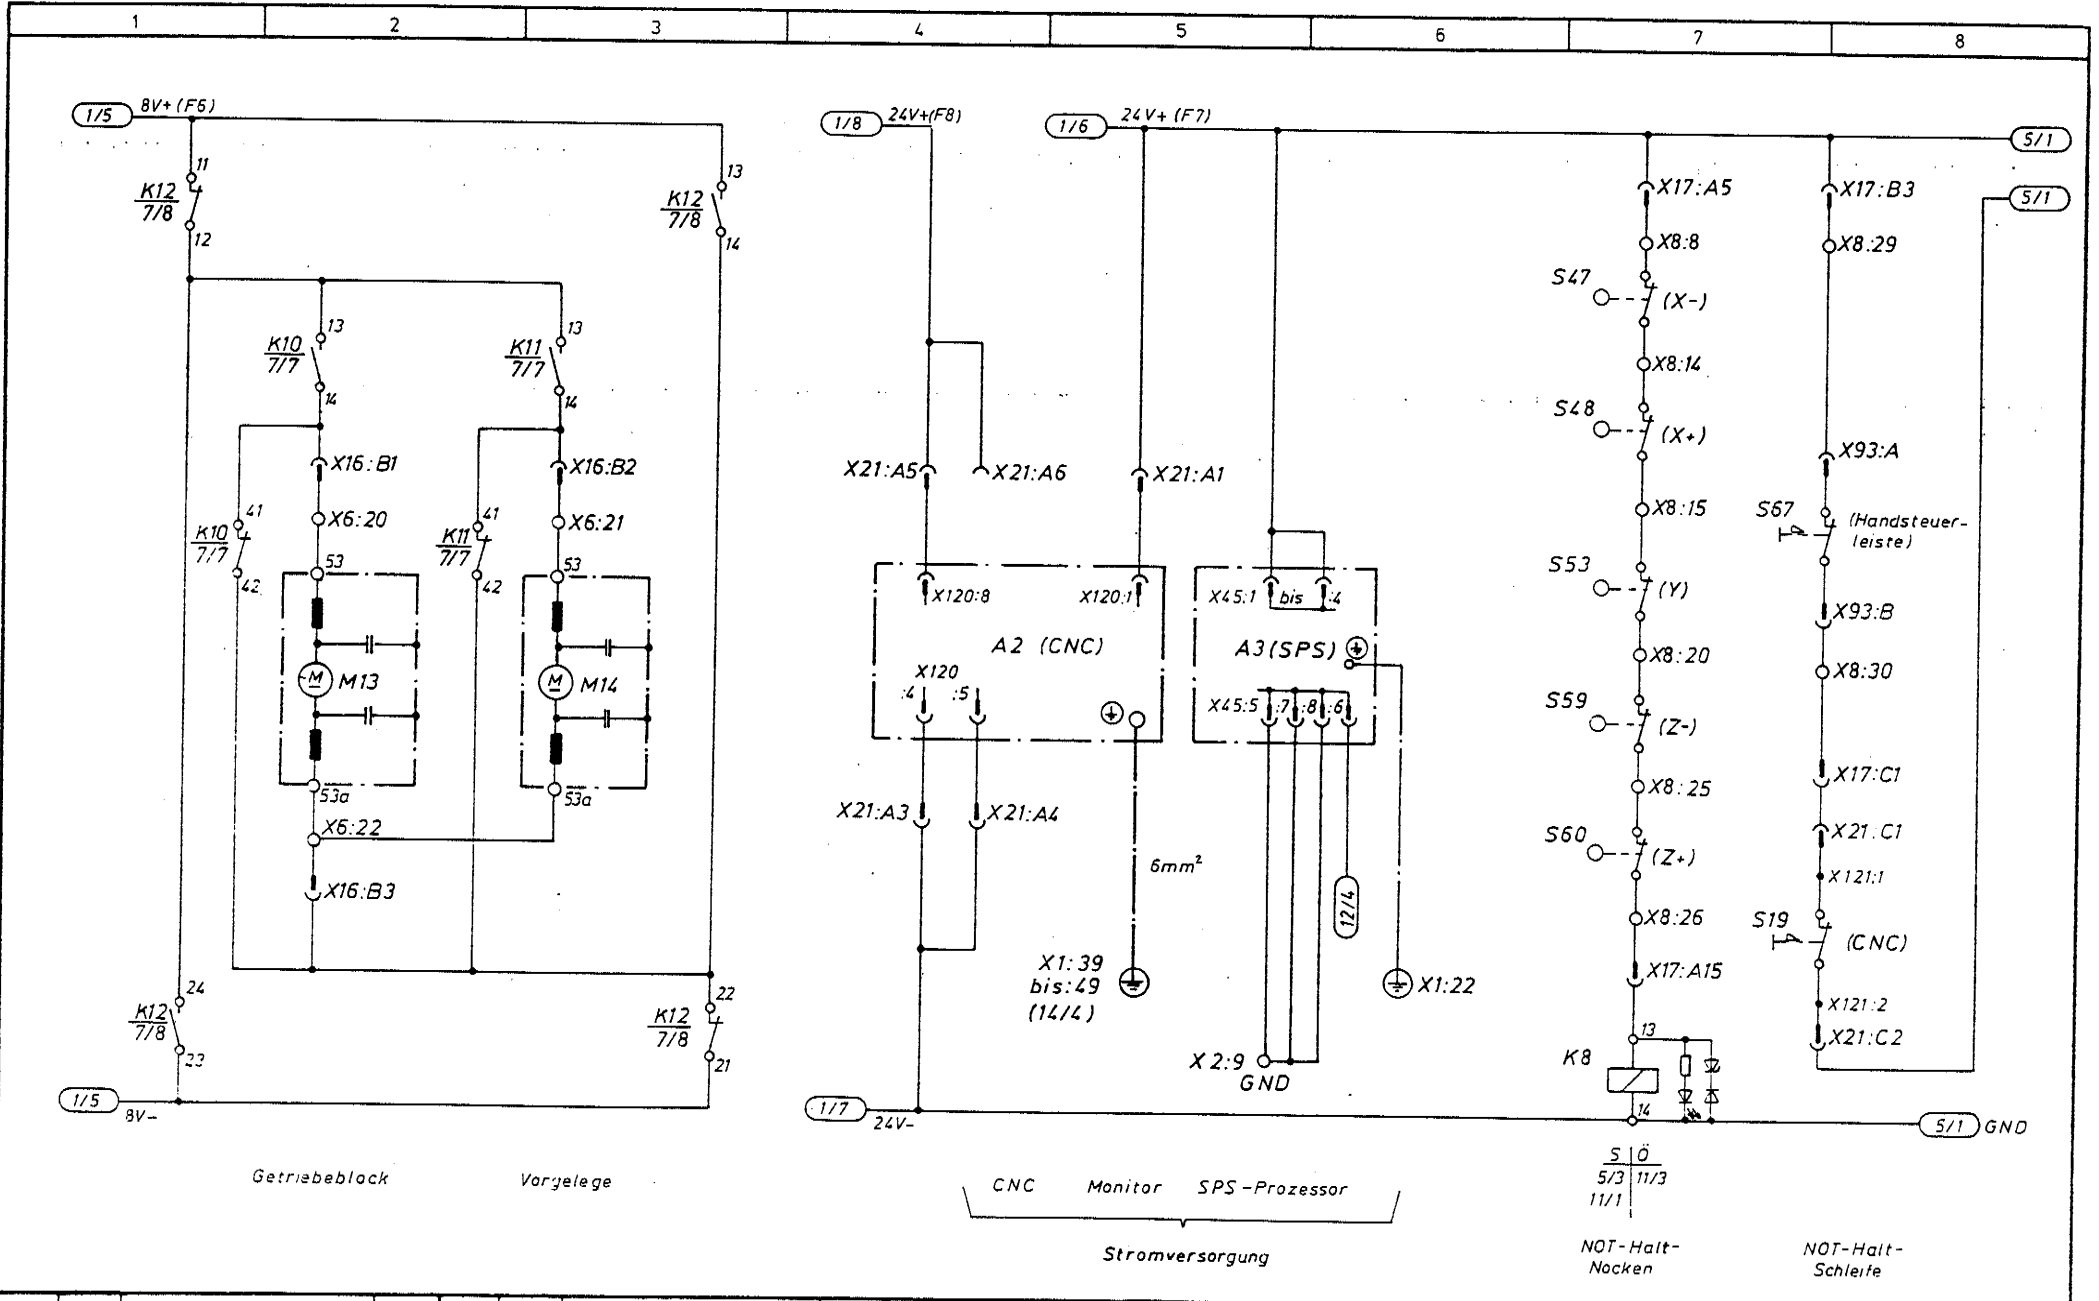 1 2 3 4 5 6 7 8
1/5 8V+(F6)
1/8 24V+(F8)
1/6 24V+(F7)
5/1
5/1
11
K12
7/8
12
13
K12
7/8
14
X17:A5
X17:B3
X8:8
X8:29
13
K10
7/7
14
13
K11
7/7
14
S47
(X-)
X8:14
S48
(X+)
X16:B1
X16:B2
X21:A5
X21:A6
X21:A1
X93:A
41
K10
7/7
42
X6:20
41
K11
7/7
42
X6:21
X8:15
S67
(Handsteuer-
leiste)
53
53
X120:8
X120:1
X45:1 bis :4
S53
(Y)
X93:B
A2 (CNC)
A3(SPS)
X8:20
X8:30
M
M13
M
M14
X120
:4 :5
X45:5 :7 :8 :6
S59
(Z-)
53a
53a
X8:25
X17:C1
X6:22
X21:A3
X21:A4
S60
(Z+)
X21:C1
6mm²
X16:B3
12/4
X121:1
X8:26
S19
(CNC)
X1:39
bis:49
(14/4)
X1:22
X17:A15
24
K12
7/8
23
22
K12
7/8
21
X121:2
X21:C2
X2:9
GND
13
K8
14
1/5
8V-
1/7
24V-
5/1 GND
S Ö
5/3 11/3
11/1
Getriebeblock
Vorgelege
CNC Monitor SPS-Prozessor
Stromversorgung
NOT-Halt-
Nocken
NOT-Halt-
Schleife